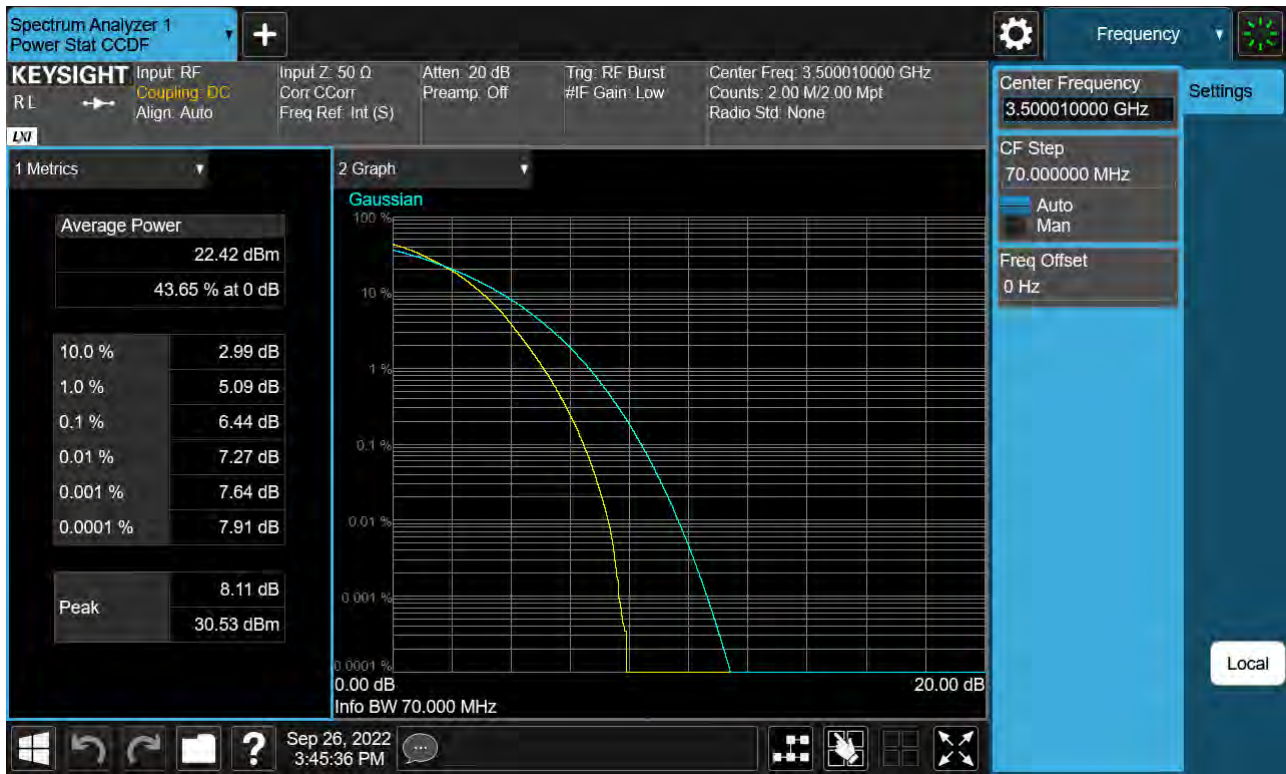 Spectrum Analyzer 1
Power Stat CCDF
Frequency
KEYSIGHT
RL
LXI
Input: RF
Coupling: DC
Align: Auto
Input Z: 50 Ω
Corr CCorr
Freq Ref: Int (S)
Atten: 20 dB
Preamp: Off
Trig: RF Burst
#IF Gain: Low
Center Freq: 3.500010000 GHz
Counts: 2.00 M/2.00 Mpt
Radio Std: None
Center Frequency
3.500010000 GHz
Settings
CF Step
70.000000 MHz
Auto
Man
Freq Offset
0 Hz
Local
1 Metrics
Average Power
22.42 dBm
43.65 % at 0 dB
10.0 % 2.99 dB
1.0 % 5.09 dB
0.1 % 6.44 dB
0.01 % 7.27 dB
0.001 % 7.64 dB
0.0001 % 7.91 dB
Peak 8.11 dB
30.53 dBm
2 Graph
Gaussian
100 %
10 %
1 %
0.1 %
0.01 %
0.001 %
0.0001 %
0.00 dB 20.00 dB
Info BW 70.000 MHz
?
Sep 26, 2022
3:45:36 PM